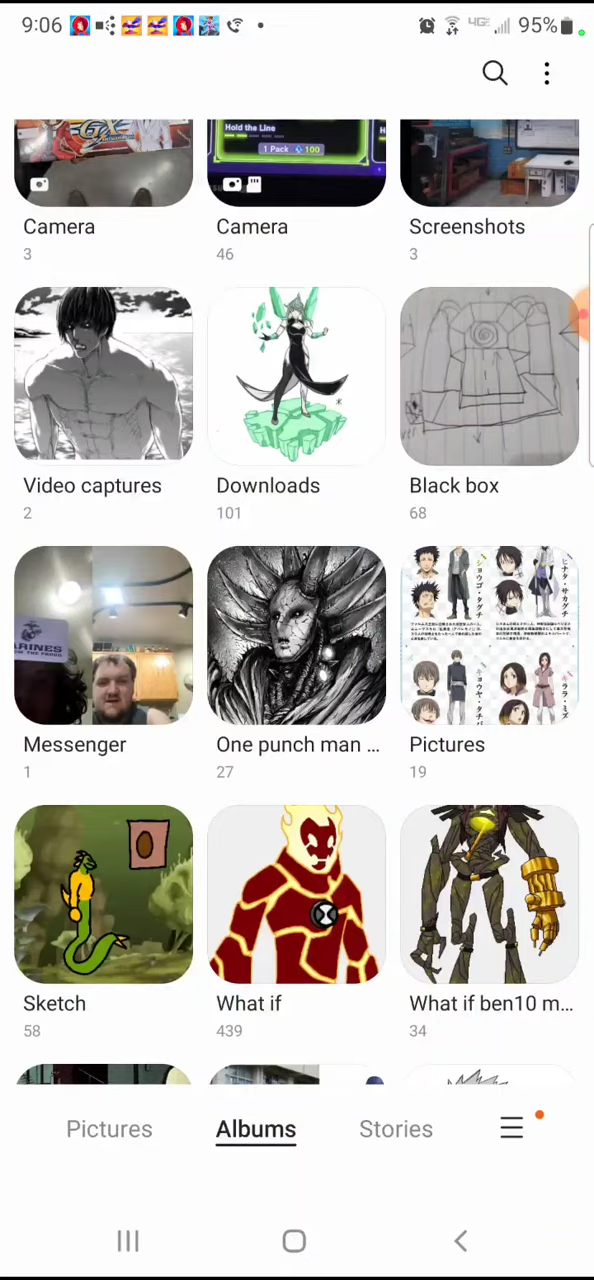 9:06
4GE
95%
GX
Hold the Line
1 Pack 100
Camera
Camera
Screenshots
3
46
3
Video captures
Downloads
Black box
2
101
68
MARINES
Messenger
One punch man ...
Pictures
1
27
19
Sketch
What if
What if ben10 m...
58
439
34
Pictures
Albums
Stories